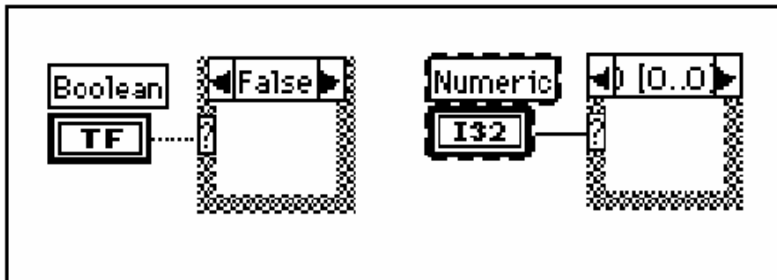 False
0 [0..0]
Boolean
Numeric
TF
?
I32
?